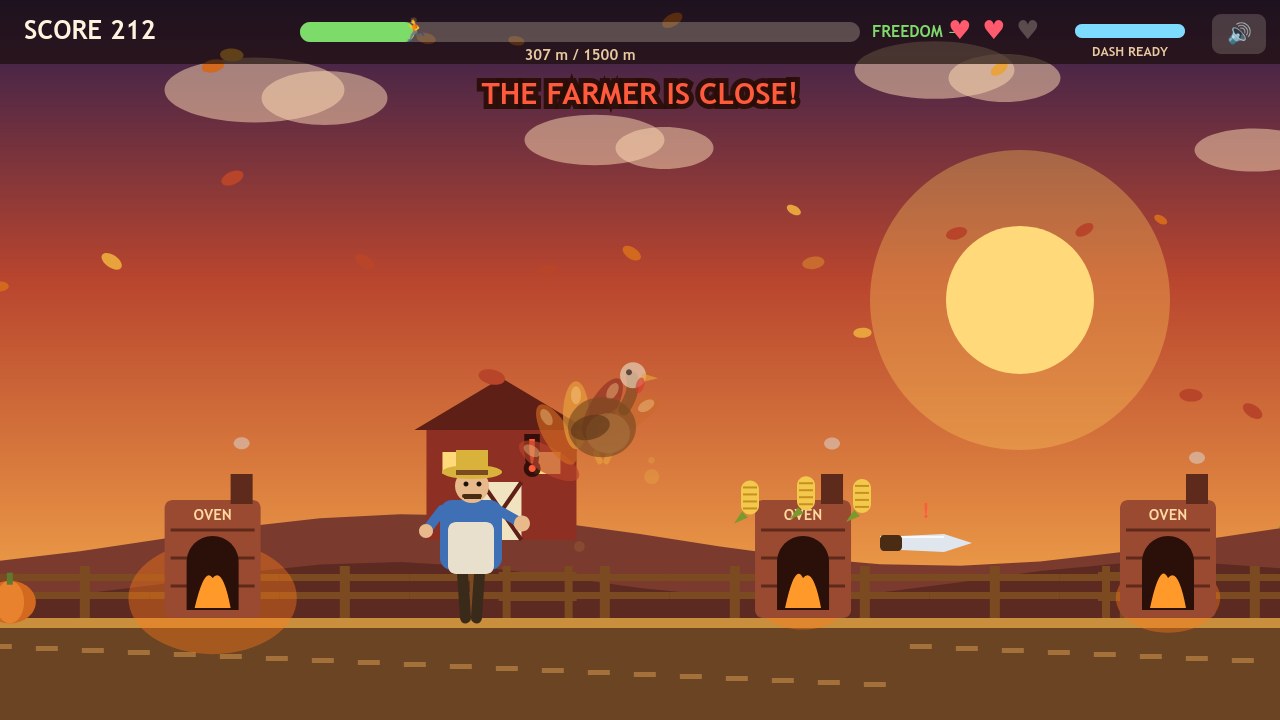 SCORE 212
FREEDOM
307 m / 1500 m
DASH READY
THE FARMER IS CLOSE!
!
!
OVEN
OVEN
OVEN